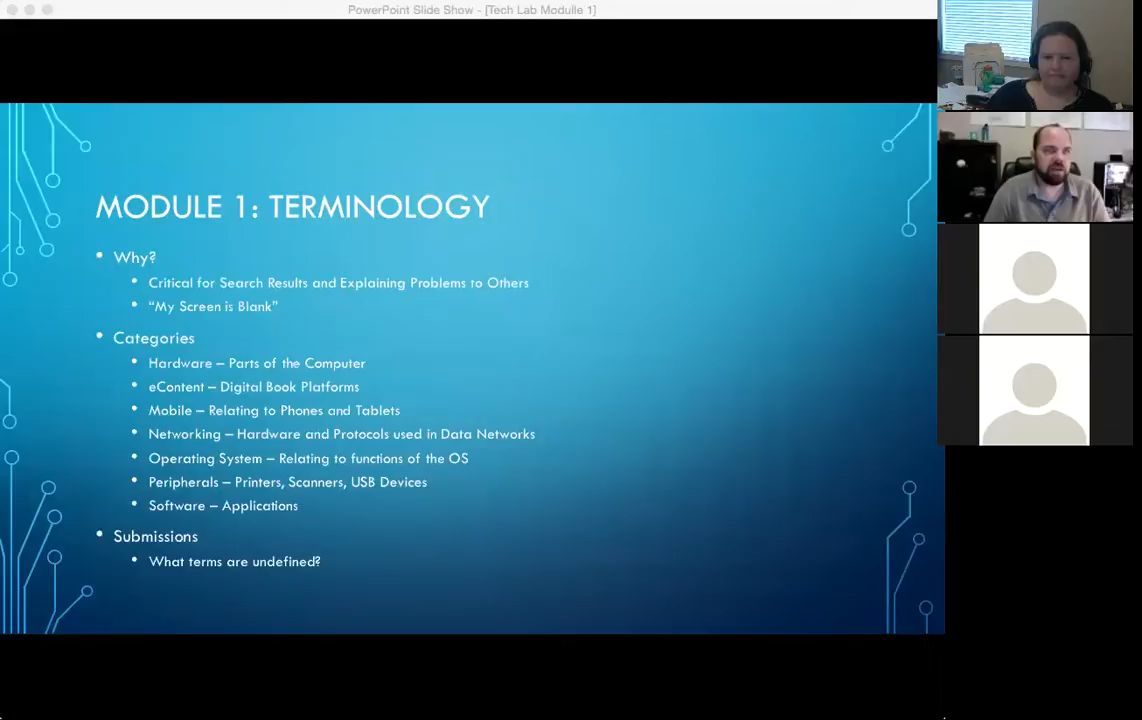 PowerPoint Slide Show - [Tech Lab Modulle 1]
MODULE 1: TERMINOLOGY
• Why?
• Critical for Search Results and Explaining Problems to Others
• “My Screen is Blank”
• Categories
• Hardware – Parts of the Computer
• eContent – Digital Book Platforms
• Mobile – Relating to Phones and Tablets
• Networking – Hardware and Protocols used in Data Networks
• Operating System – Relating to functions of the OS
• Peripherals – Printers, Scanners, USB Devices
• Software – Applications
• Submissions
• What terms are undefined?